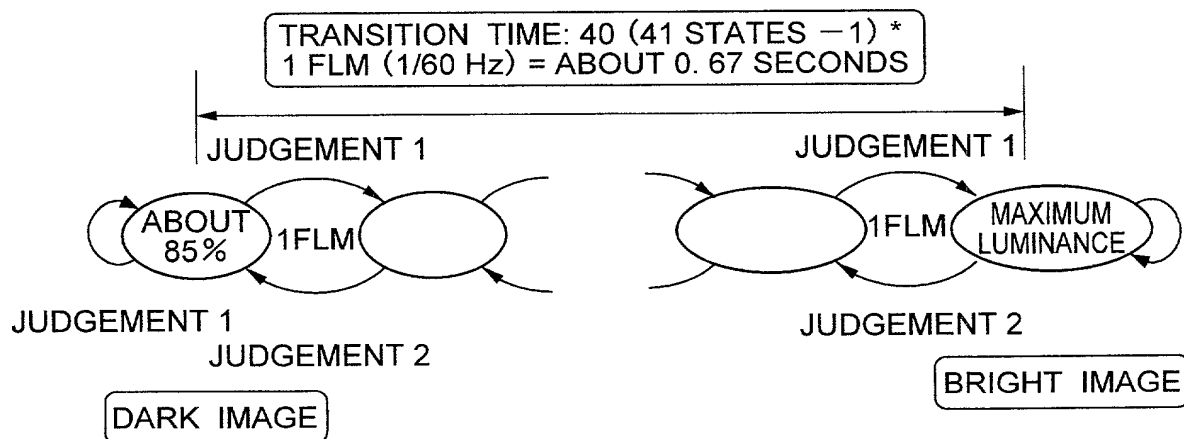 TRANSITION TIME: 40 (41 STATES −1) *
1 FLM (1/60 Hz) = ABOUT 0. 67 SECONDS
JUDGEMENT 1
JUDGEMENT 1
ABOUT
85%
1FLM
1FLM
MAXIMUM
LUMINANCE
JUDGEMENT 1
JUDGEMENT 2
JUDGEMENT 2
DARK IMAGE
BRIGHT IMAGE